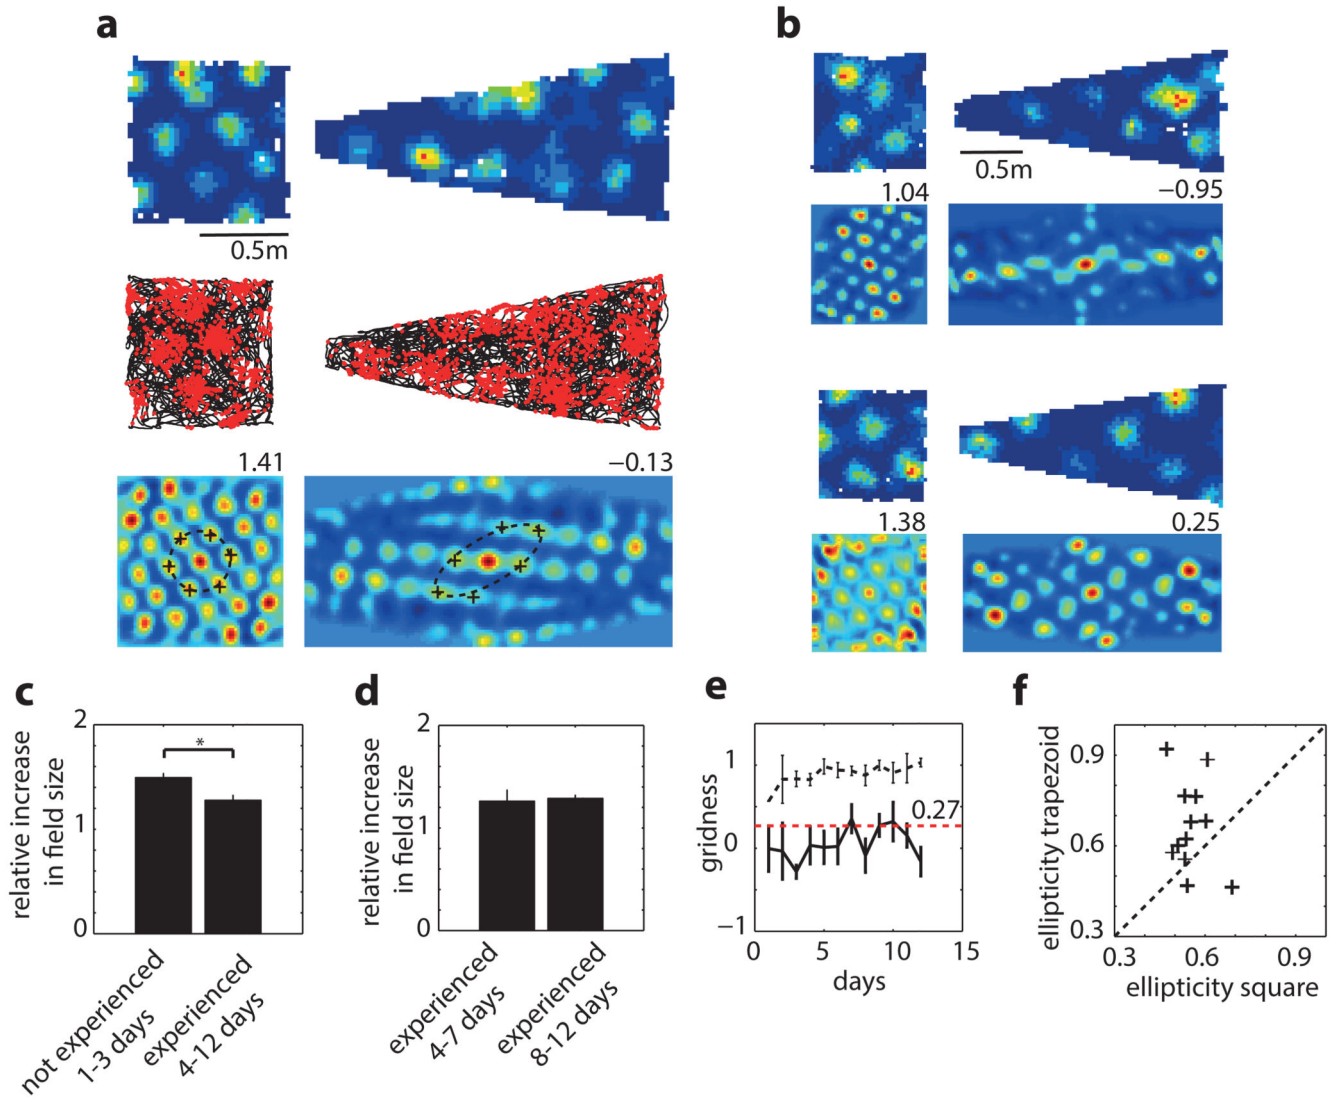 a
b
0.5m
0.5m
1.04
−0.95
1.41
−0.13
1.38
0.25
c
d
e
f
2
1
0
relative increase
in field size
*
not experienced
1-3 days
experienced
4-12 days
2
1
0
relative increase
in field size
experienced
4-7 days
experienced
8-12 days
1
0
−1
gridness
0.27
0
5
10
15
days
0.9
0.6
0.3
ellipticity trapezoid
0.3
0.6
0.9
ellipticity square